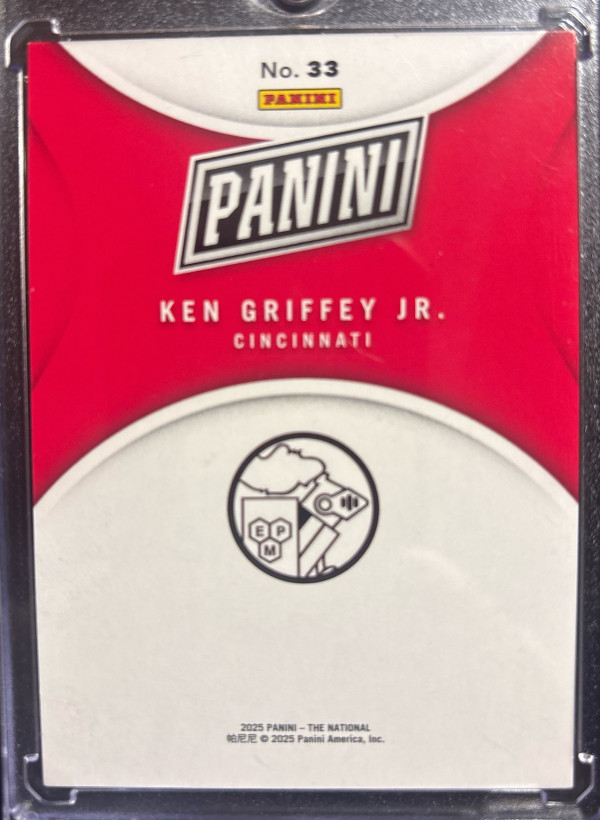 No. 33
PANINI
PANINI
KEN GRIFFEY JR.
CINCINNATI
E P
M
2025 PANINI – THE NATIONAL
帕尼尼 © 2025 Panini America, Inc.